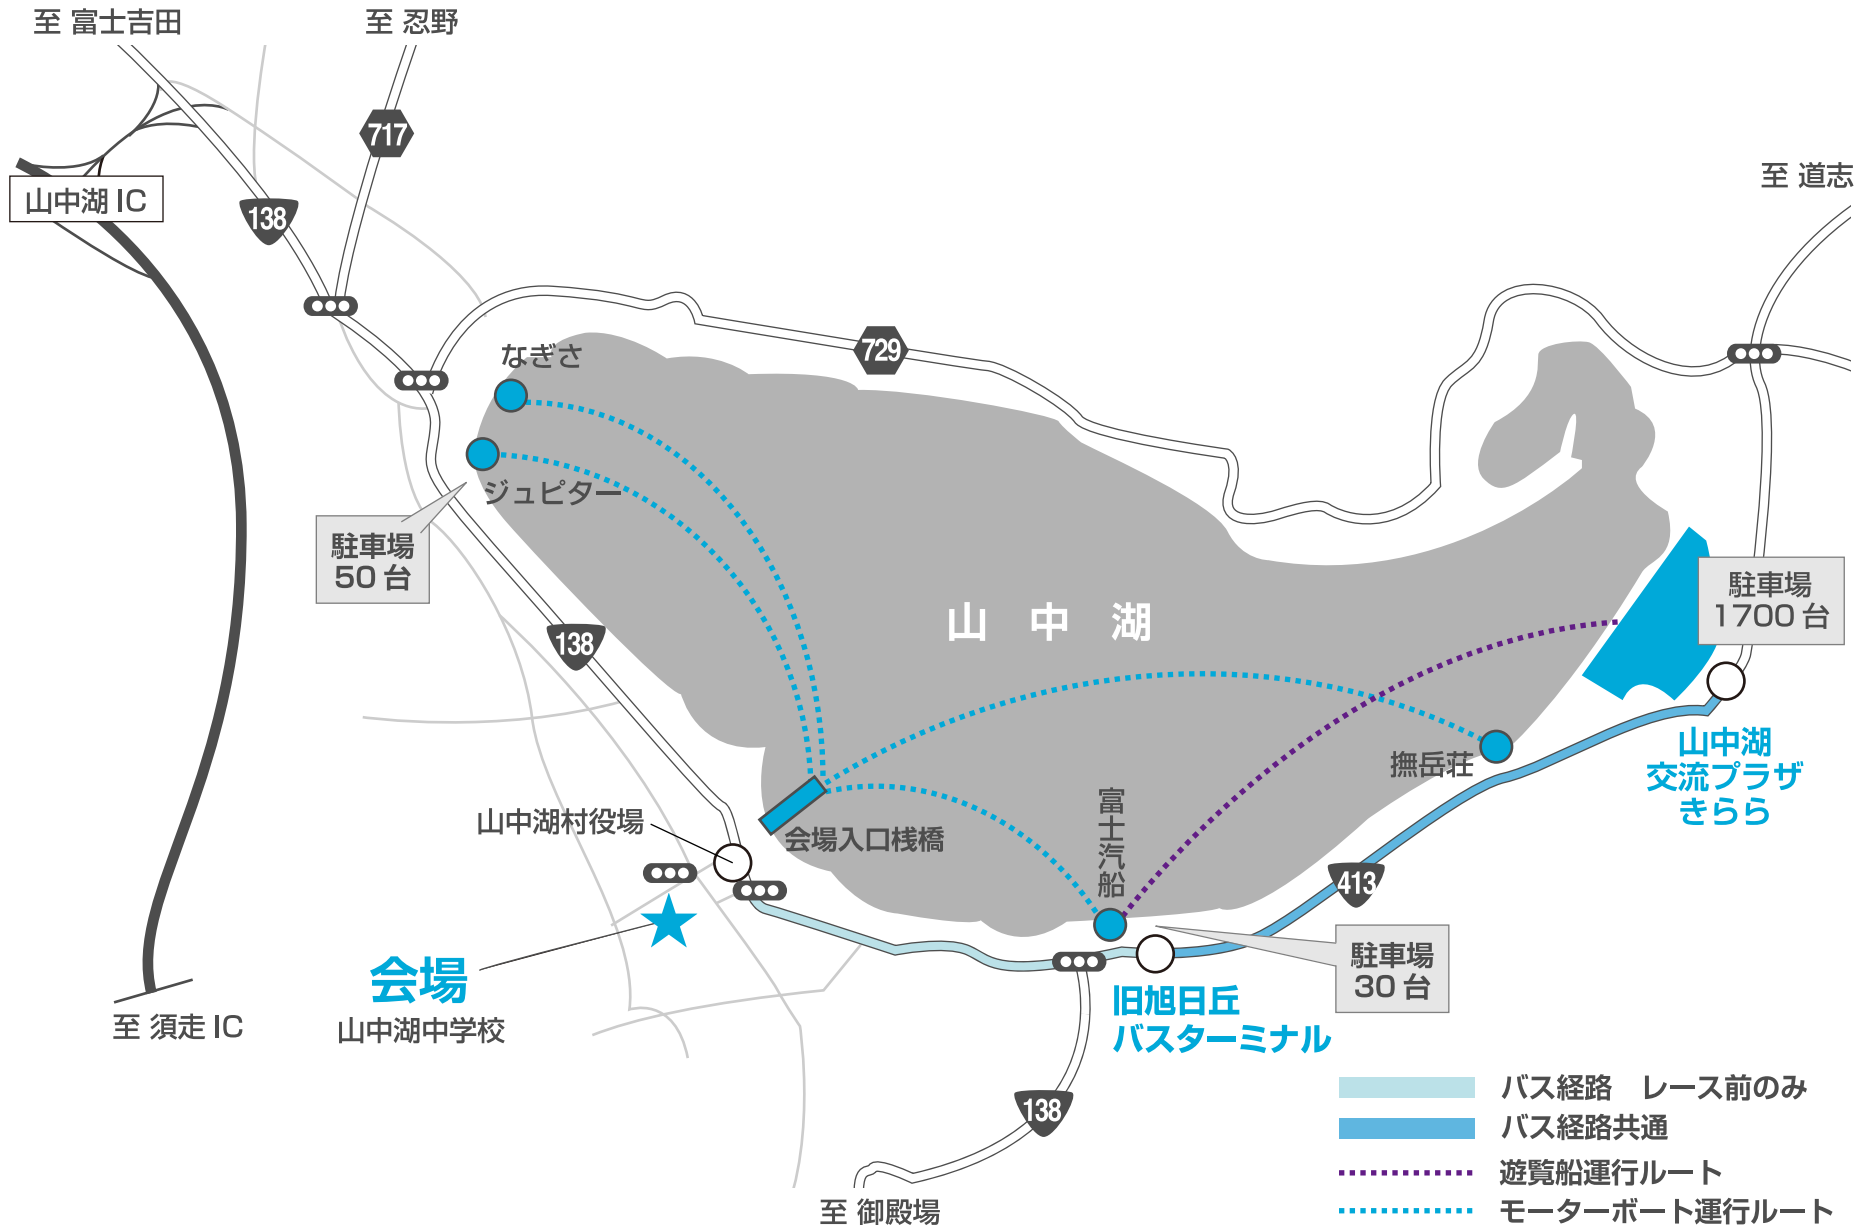 至 富士吉田
至 忍野
717
至 道志
山中湖 IC
138
なぎさ
729
ジュピター
駐車場
50 台
駐車場
1700 台
山 中 湖
138
山中湖
交流プラザ
きらら
撫岳荘
富士汽船
山中湖村役場
会場入口桟橋
413
会場
山中湖中学校
駐車場
30 台
旧旭日丘
バスターミナル
至 須走 IC
138
至 御殿場
バス経路　レース前のみ
バス経路共通
遊覧船運行ルート
モーターボート運行ルート